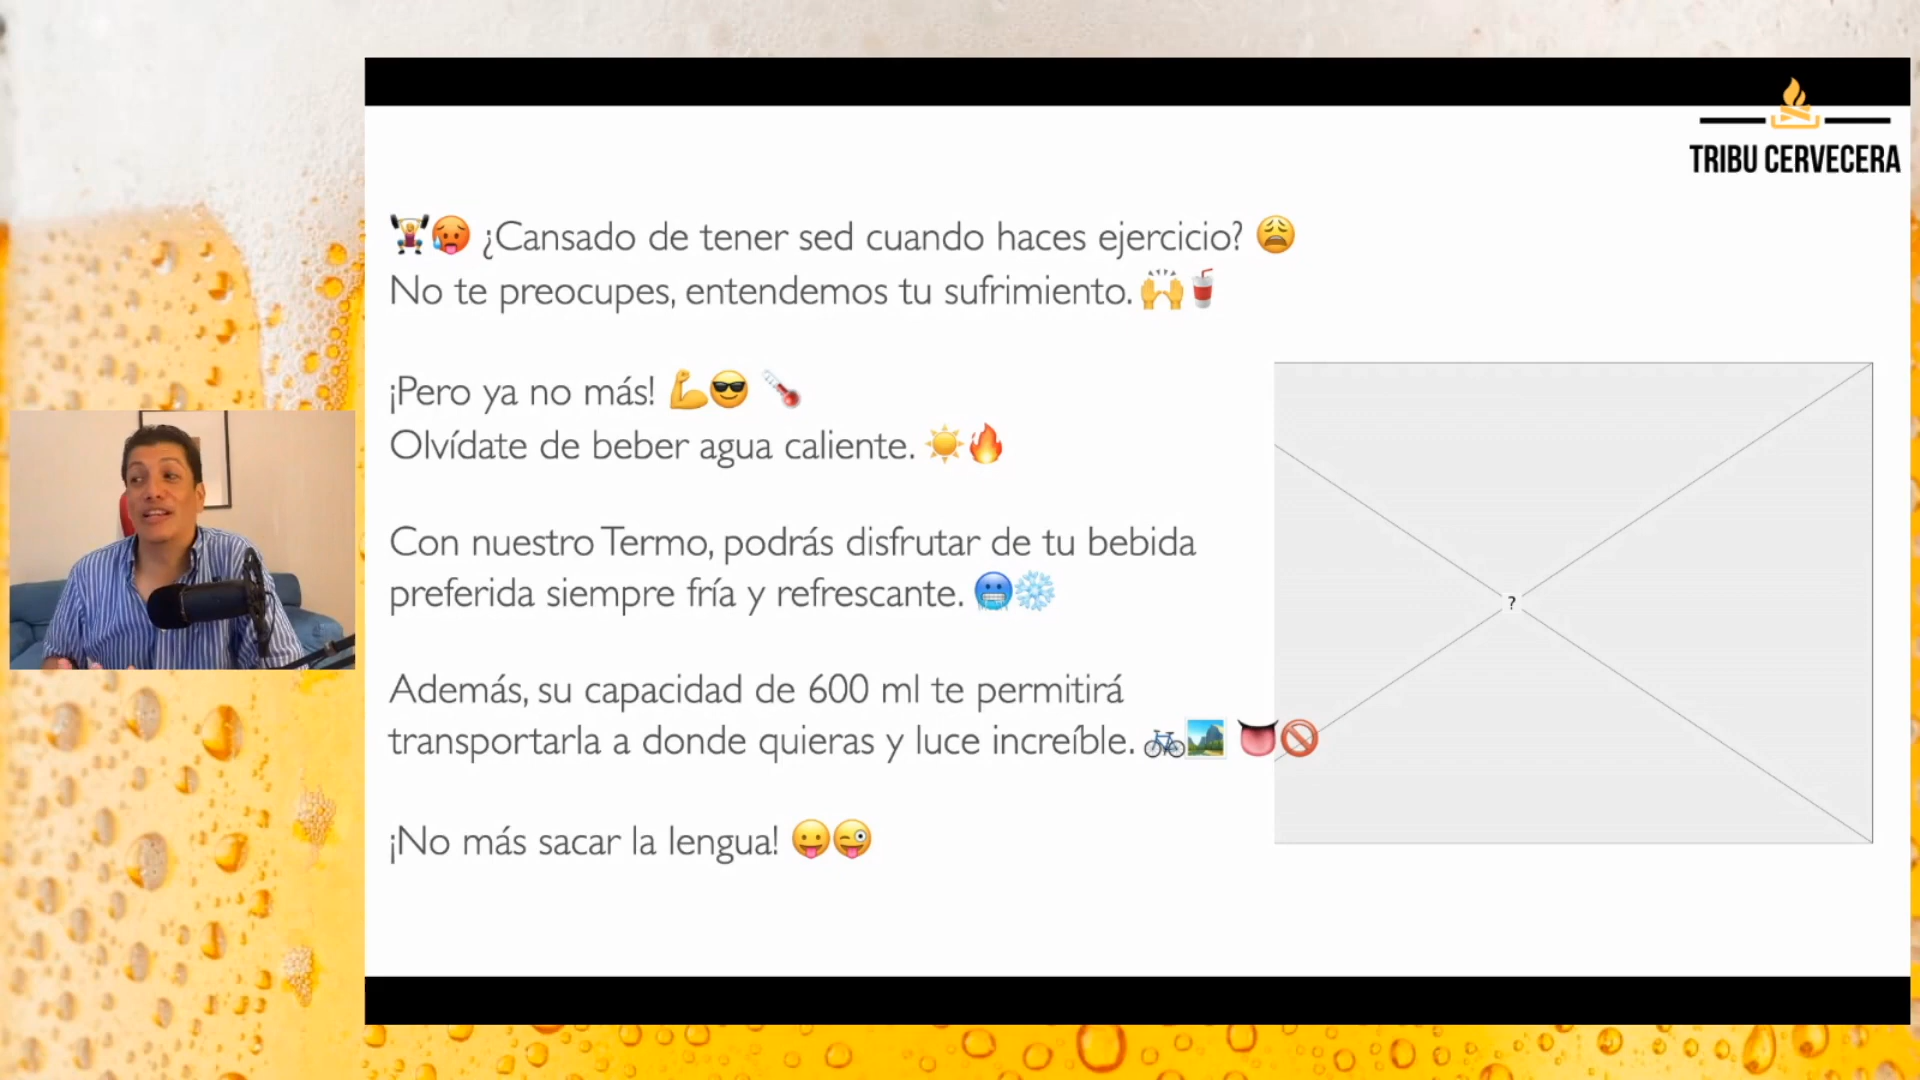 TRIBU CERVECERA
🏋️🥵 ¿Cansado de tener sed cuando haces ejercicio? 😩
No te preocupes, entendemos tu sufrimiento. 🙌🥤
¡Pero ya no más! 💪😎 🌡️
Olvídate de beber agua caliente. ☀️🔥
Con nuestro Termo, podrás disfrutar de tu bebida
preferida siempre fría y refrescante. 🥶❄️
Además, su capacidad de 600 ml te permitirá
transportarla a donde quieras y luce increíble. 🚲🏞️ 👅🚫
¡No más sacar la lengua! 😛😜
?